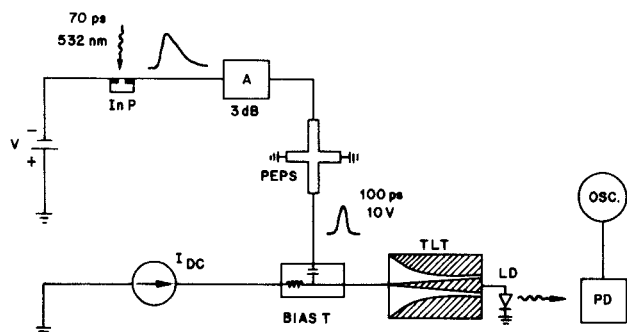 70 ps
532 nm
InP
A
3dB
V
−
+
PEPS
100 ps
10V
I DC
BIAS T
TLT
LD
OSC.
PD